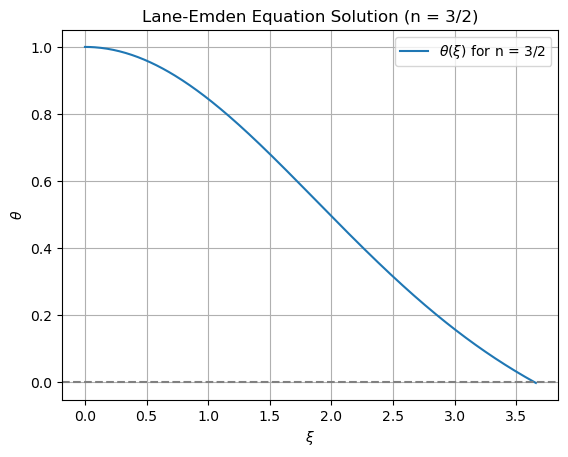 Lane-Emden Equation Solution (n = 3/2)
θ(ξ) for n = 3/2
1.0
0.8
0.6
0.4
0.2
0.0
θ
0.0 0.5 1.0 1.5 2.0 2.5 3.0 3.5
ξ